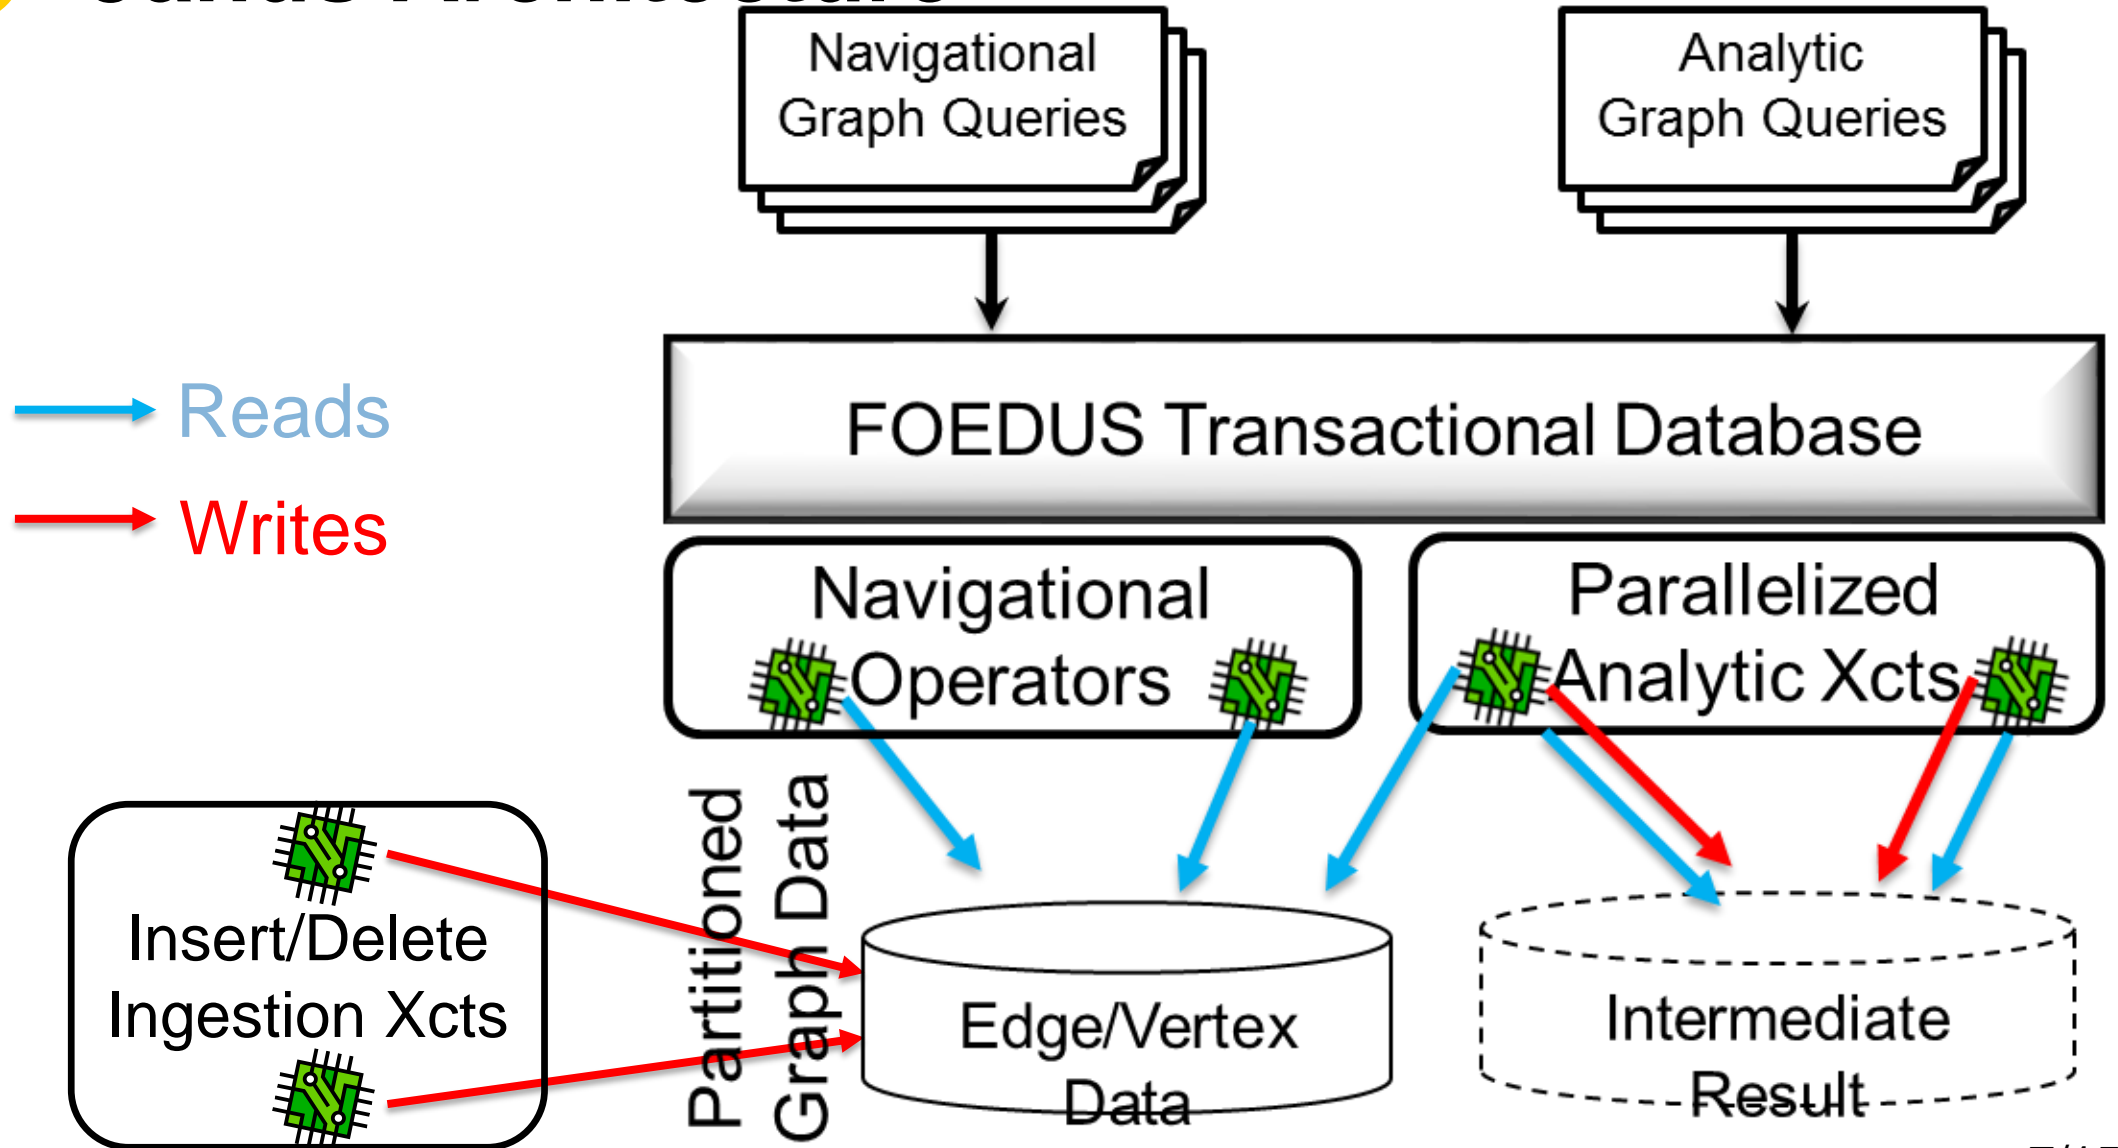 Navigational
Graph Queries
Analytic
Graph Queries
Reads
Writes
FOEDUS Transactional Database
Navigational
Operators
Parallelized
Analytic Xcts
Partitioned
Graph Data
Insert/Delete
Ingestion Xcts
Edge/Vertex
Data
Intermediate
Result